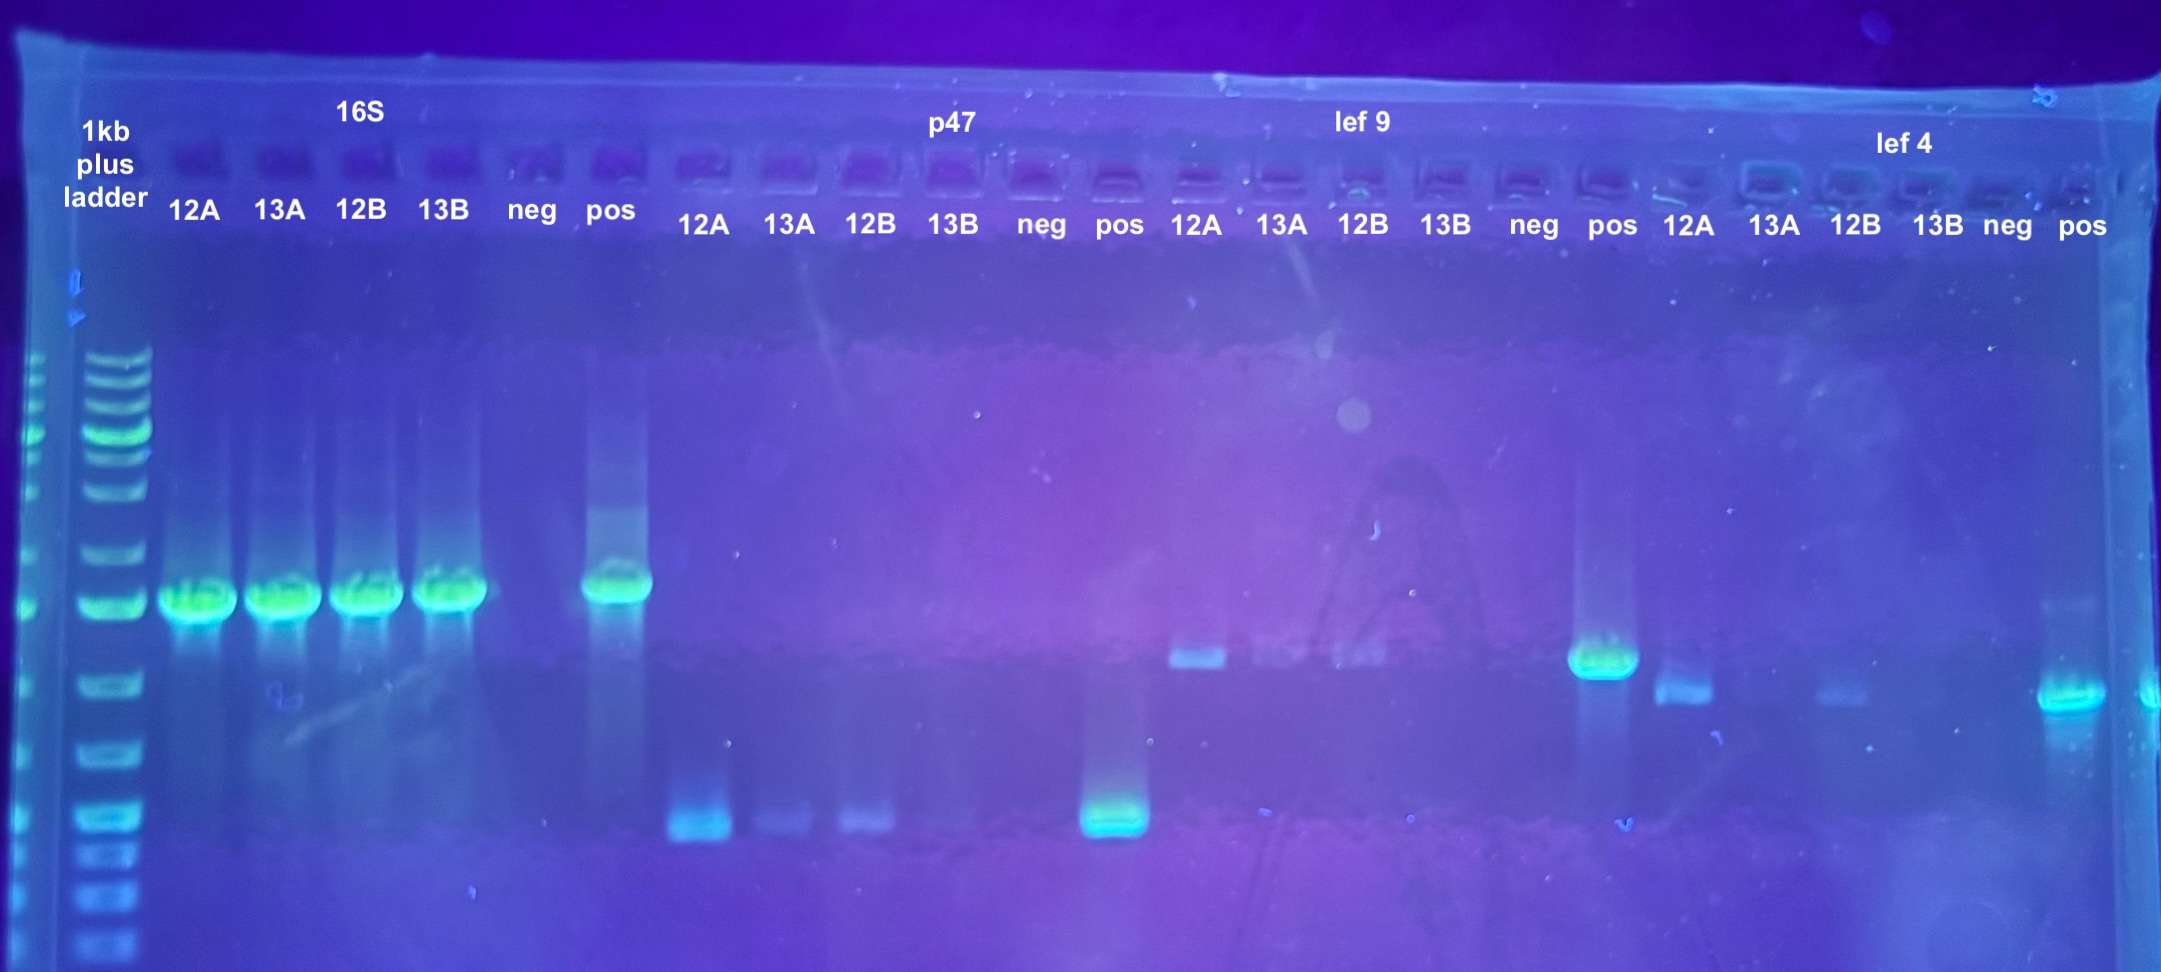 16S
p47
lef 9
lef 4
1kb
plus
ladder
12A 13A 12B 13B neg pos 12A 13A 12B 13B neg pos 12A 13A 12B 13B neg pos 12A 13A 12B 13B neg pos